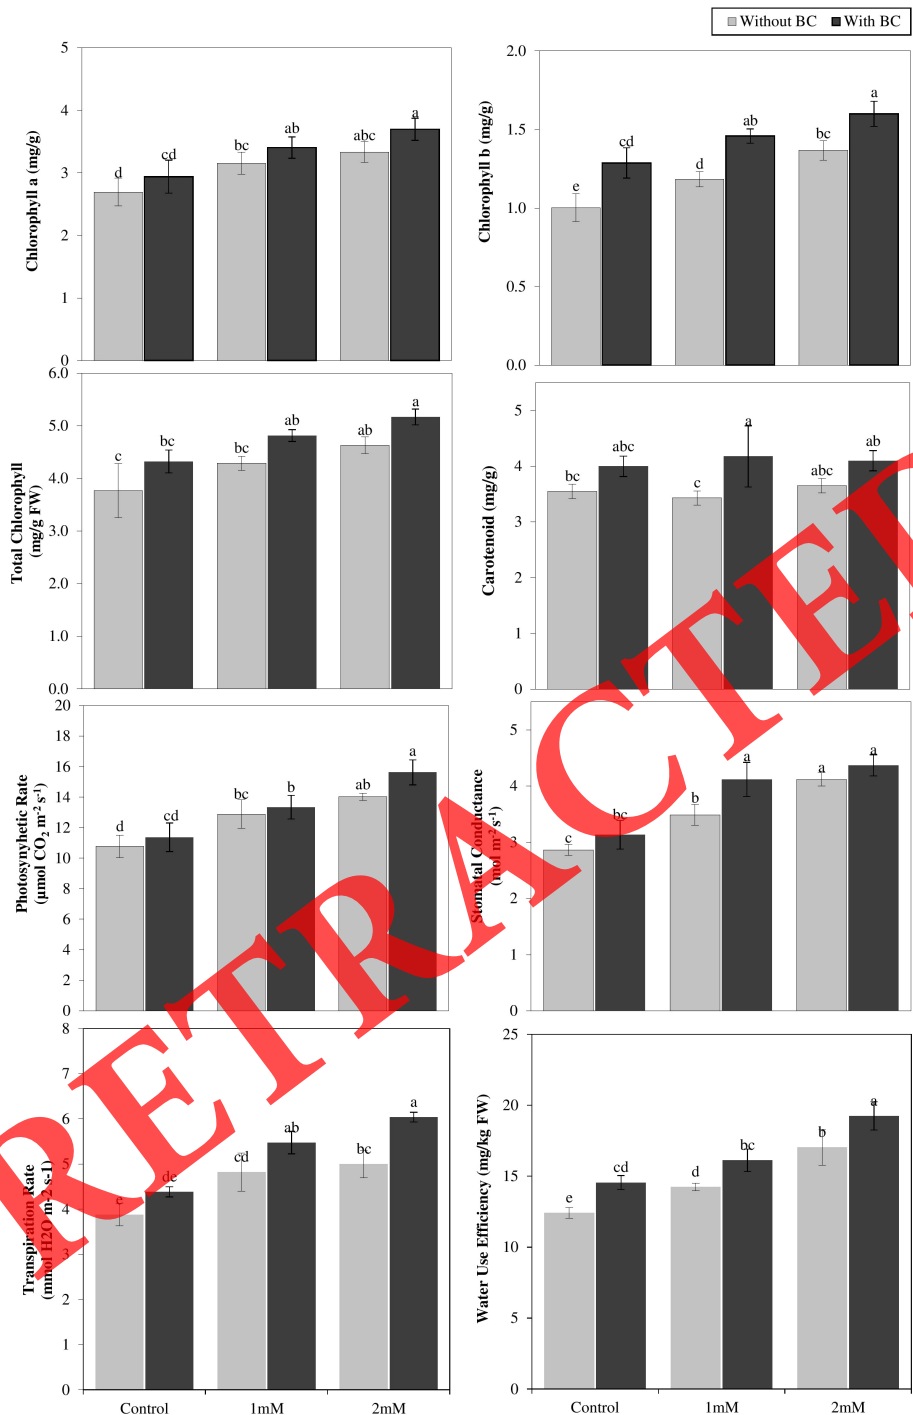 Without BC With BC
Chlorophyll a (mg/g)
5
4
3
2
1
0
d cd bc ab abc a
Chlorophyll b (mg/g)
2.0
1.5
1.0
0.5
0.0
e cd d ab bc a
Total Chlorophyll
(mg/g FW)
6.0
5.0
4.0
3.0
2.0
1.0
0.0
c bc bc ab ab a
Carotenoid (mg/g)
5
4
3
2
1
0
bc abc c a abc ab
Photosynyhetic Rate
(µmol CO2 m-2 s-1)
20
18
16
14
12
10
8
6
4
2
0
d cd bc b ab a
Stomatal Conductance
(mol m-2 s-1)
5
4
3
2
1
0
c bc b a a a
Transpiration Rate
(mmol H2O m-2 s-1)
8
7
6
5
4
3
2
1
0
e de cd ab bc a
Control 1mM 2mM
Water Use Efficiency (mg/kg FW)
25
20
15
10
5
0
e cd d bc b a
Control 1mM 2mM
RETRACTED